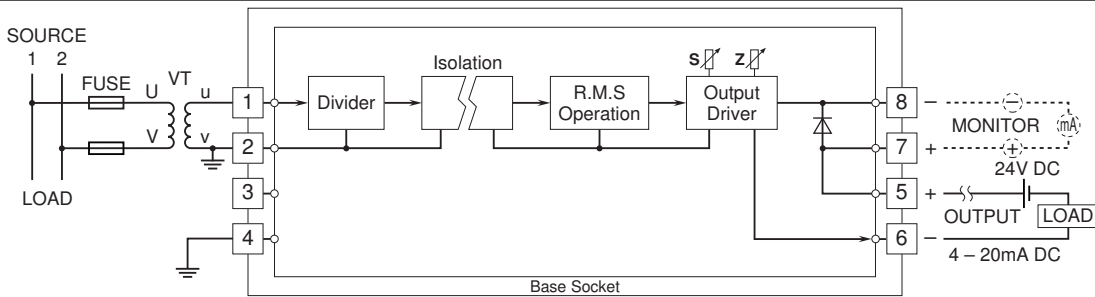 SOURCE
1 2
FUSE
VT
U
u
V
v
LOAD
1
2
3
4
Divider
Isolation
R.M.S
Operation
S
Z
Output
Driver
8 –
MONITOR
–
mA
7 +
+
24V DC
5 +
OUTPUT
LOAD
6 –
4 – 20mA DC
Base Socket